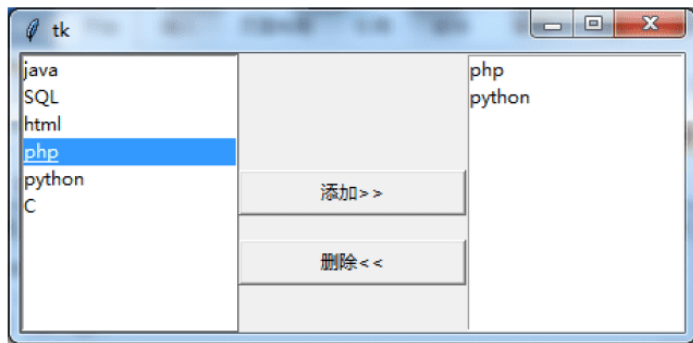 tk
java
SQL
html
php
python
C
添加>>
删除<<
php
python